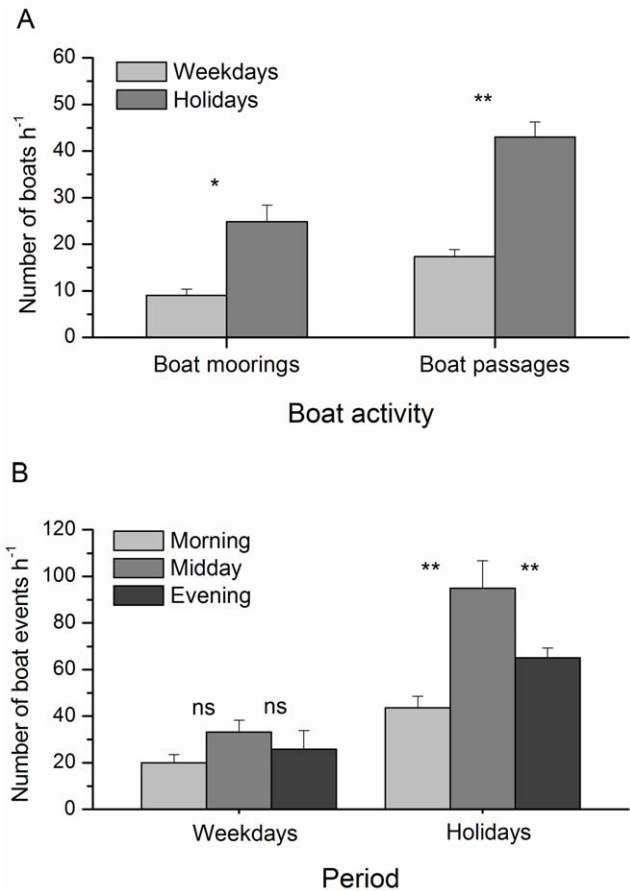 A
Number of boats h⁻¹
60
50
40
30
20
10
0
Weekdays
Holidays
*
**
Boat moorings
Boat passages
Boat activity
B
Number of boat events h⁻¹
120
100
80
60
40
20
0
Morning
Midday
Evening
ns
ns
**
**
Weekdays
Holidays
Period